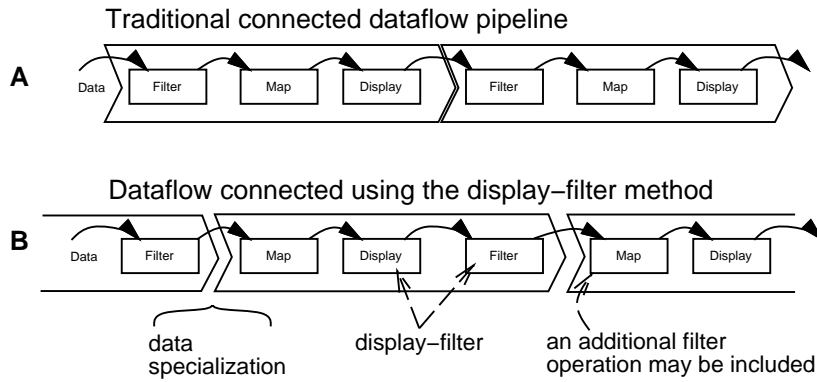 Traditional connected dataflow pipeline
A
Data Filter Map Display Filter Map Display
Dataflow connected using the display–filter method
B
Data Filter Map Display Filter Map Display
data
specialization
display–filter
an additional filter
operation may be included